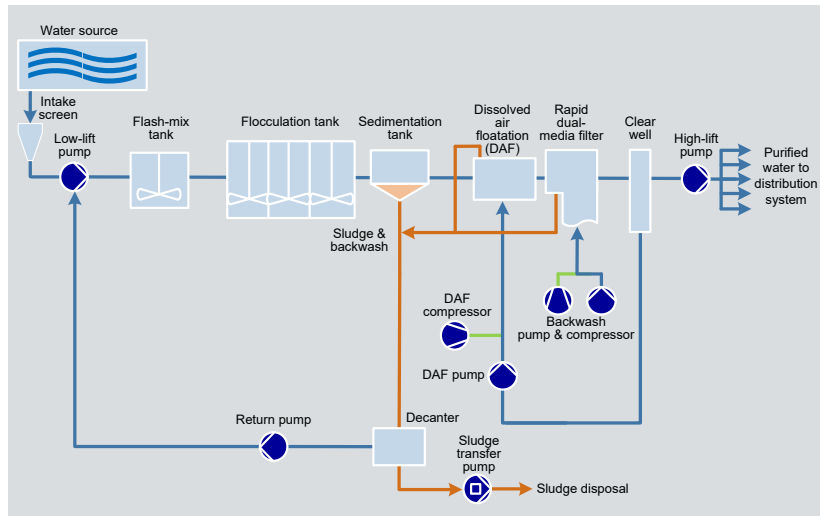 Water source
Intake
screen
Low-lift
pump
Flash-mix
tank
Flocculation tank
Sedimentation
tank
Dissolved
air
floatation
(DAF)
Rapid
dual-
media filter
Clear
well
High-lift
pump
Purified
water to
distribution
system
Sludge &
backwash
DAF
compressor
Backwash
pump & compressor
DAF pump
Return pump
Decanter
Sludge
transfer
pump
Sludge disposal